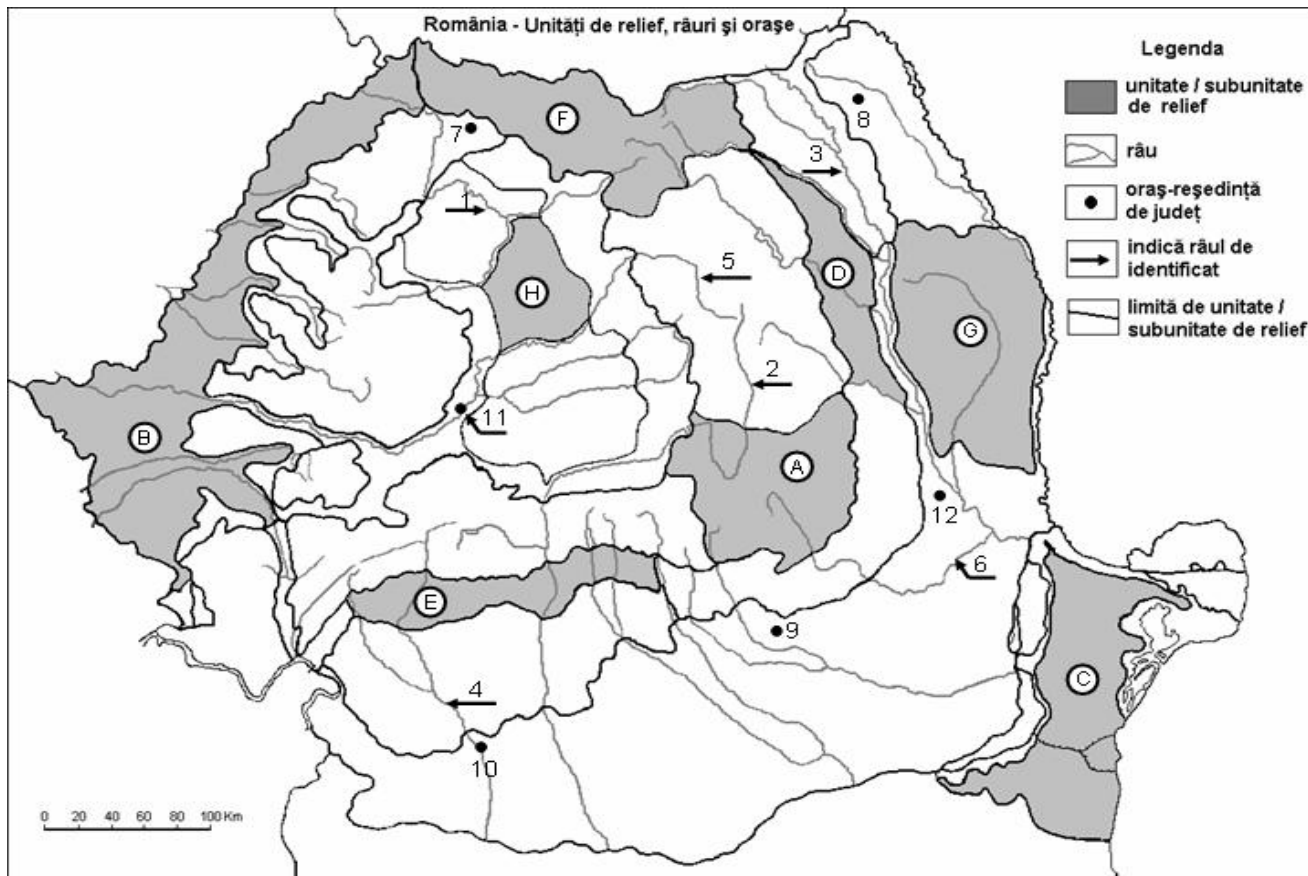 România - Unităţi de relief, râuri şi oraşe
Legenda
unitate / subunitate
de relief
râu
oraş-reşedinţă
de judeţ
indică râul de
identificat
limită de unitate /
subunitate de relief
F
7
8
3
1
5
D
H
G
2
11
B
A
12
6
E
9
C
4
10
0 20 40 60 80 100 Km